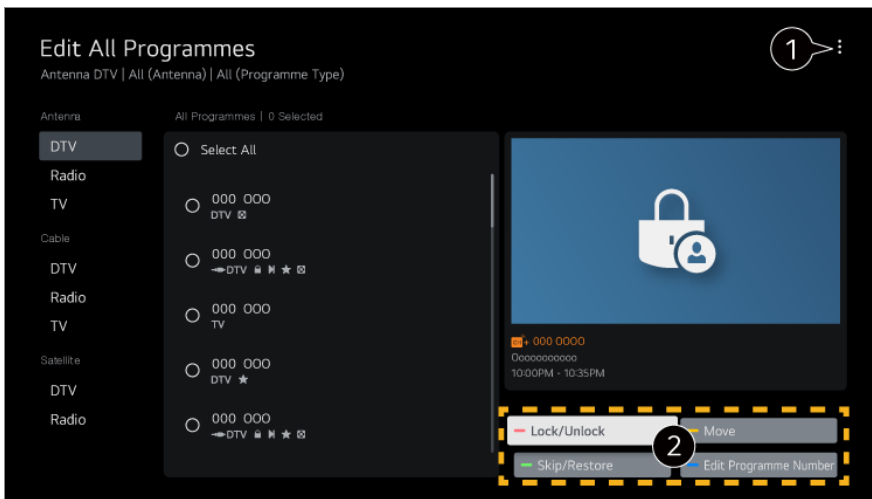 Edit All Programmes
Antenna DTV | All (Antenna) | All (Programme Type)
1
Antenna
DTV
Radio
TV
Cable
DTV
Radio
TV
Satellite
DTV
Radio
All Programmes | 0 Selected
Select All
000 000
DTV
000 000
DTV
000 000
TV
000 000
DTV
000 000
DTV
000 0000
Ooooooooooo
10:00PM - 10:35PM
Lock/Unlock
Move
2
Skip/Restore
Edit Programme Number